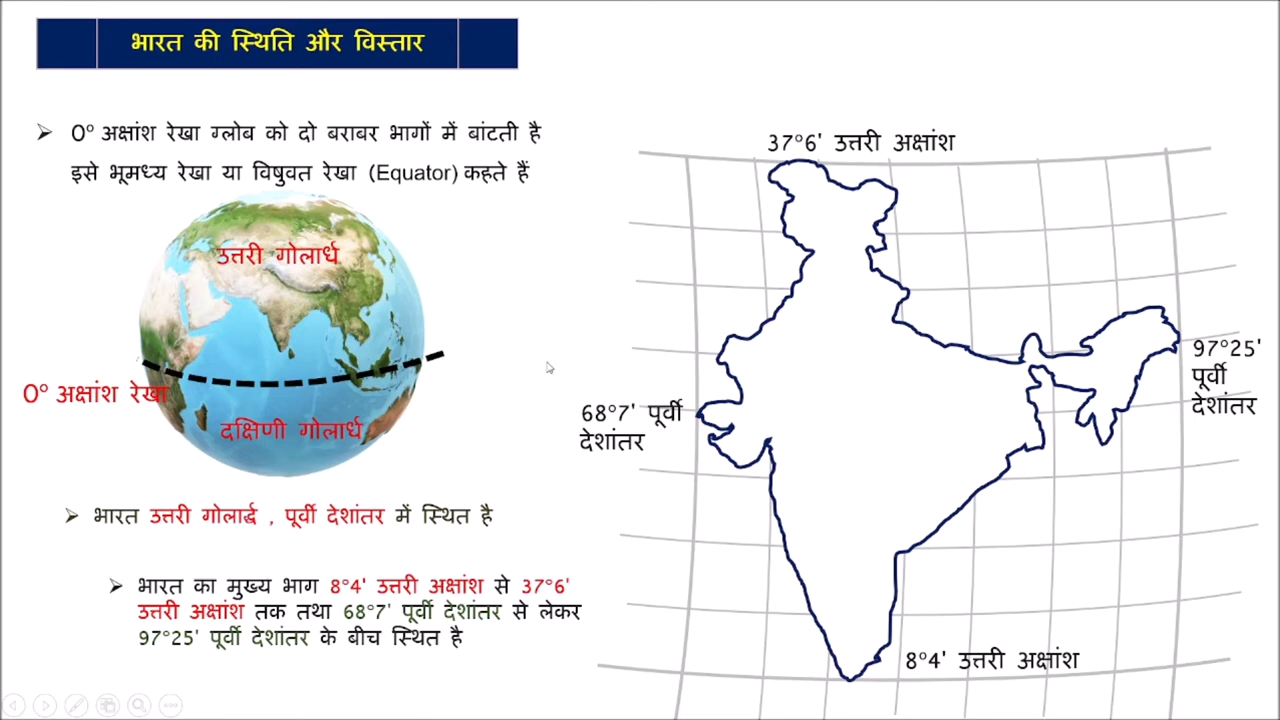 भारत की स्थिति और विस्तार
➢ 0° अक्षांश रेखा ग्लोब को दो बराबर भागों में बांटती है
इसे भूमध्य रेखा या विषुवत रेखा (Equator) कहते हैं
उत्तरी गोलार्ध
0° अक्षांश रेखा
दक्षिणी गोलार्ध
➢ भारत उत्तरी गोलार्द्ध , पूर्वी देशांतर में स्थित है
➢ भारत का मुख्य भाग 8°4' उत्तरी अक्षांश से 37°6'
उत्तरी अक्षांश तक तथा 68°7' पूर्वी देशांतर से लेकर
97°25' पूर्वी देशांतर के बीच स्थित है
37°6' उत्तरी अक्षांश
68°7' पूर्वी
देशांतर
97°25'
पूर्वी
देशांतर
8°4' उत्तरी अक्षांश